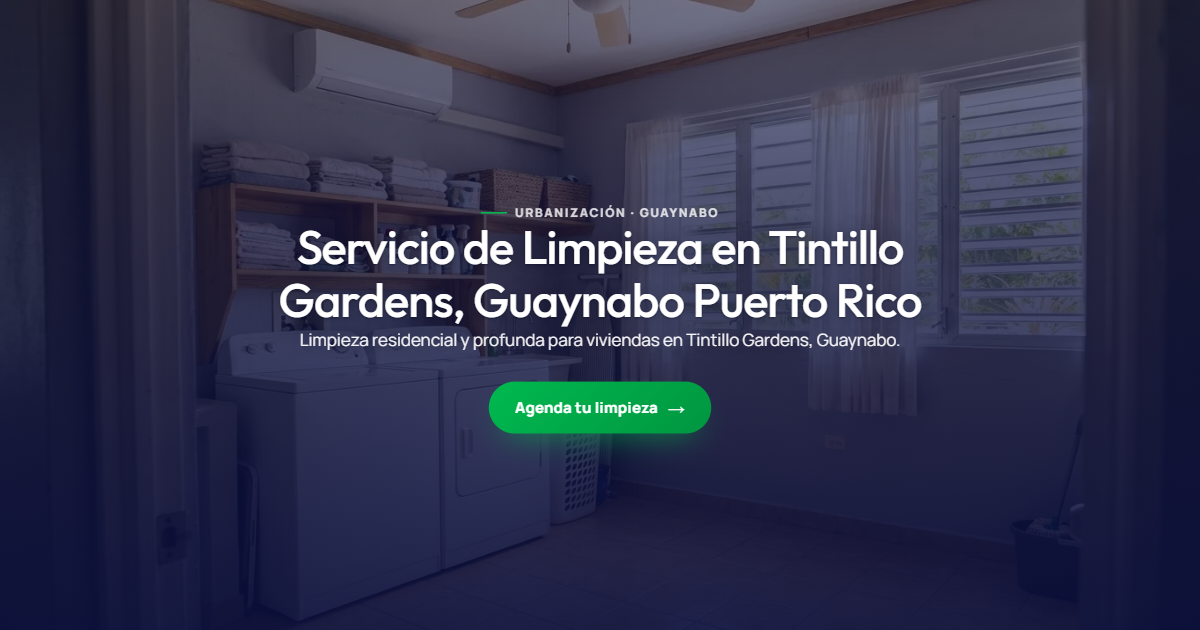 URBANIZACIÓN · GUAYNABO
Servicio de Limpieza en Tintillo
Gardens, Guaynabo Puerto Rico
Limpieza residencial y profunda para viviendas en Tintillo Gardens, Guaynabo.
Agenda tu limpieza →